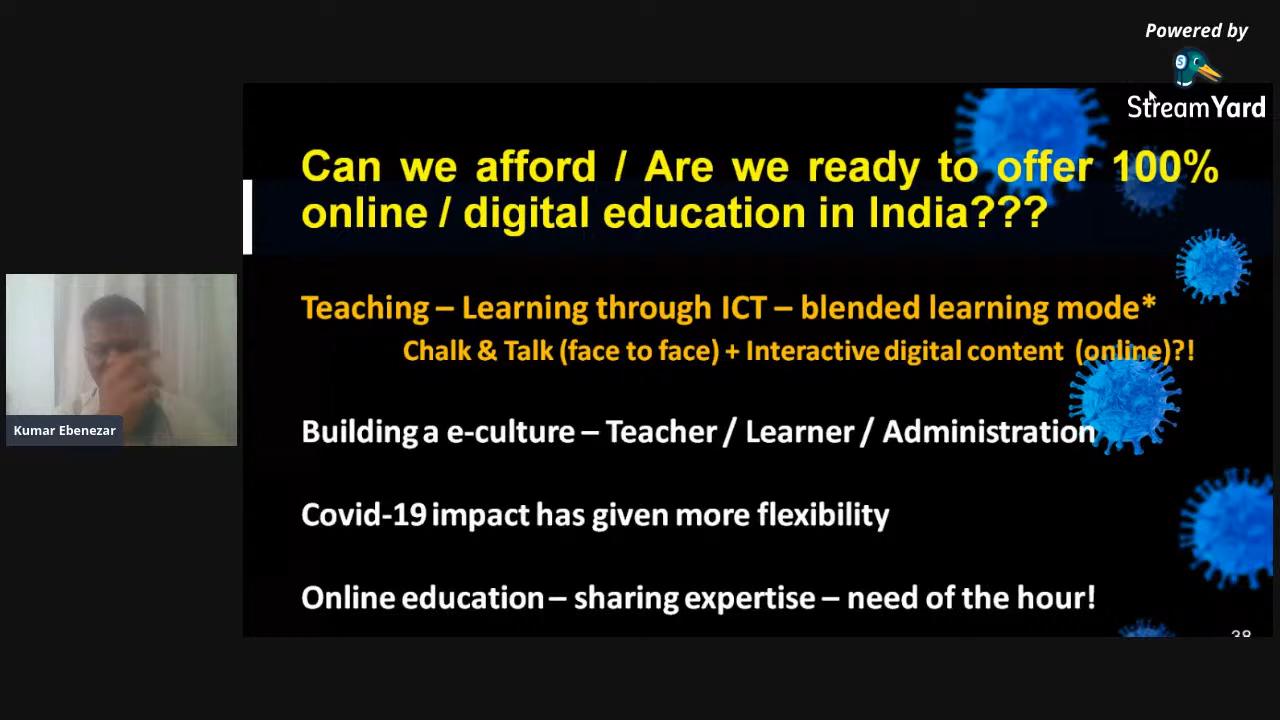 Powered by
StreamYard
Can we afford / Are we ready to offer 100%
online / digital education in India???
Teaching – Learning through ICT – blended learning mode*
Chalk & Talk (face to face) + Interactive digital content (online)?!
Kumar Ebenezar
Building a e-culture – Teacher / Learner / Administration
Covid-19 impact has given more flexibility
Online education – sharing expertise – need of the hour!
38